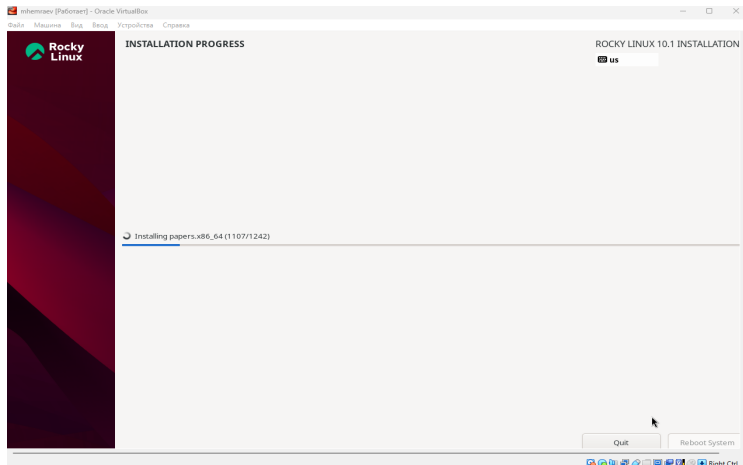 mhemraev [Работает] - Oracle VirtualBox
Файл Машина Вид Ввод Устройства Справка
Rocky Linux
INSTALLATION PROGRESS
ROCKY LINUX 10.1 INSTALLATION
us
Installing papers.x86_64 (1107/1242)
Quit
Reboot System
Right Ctrl